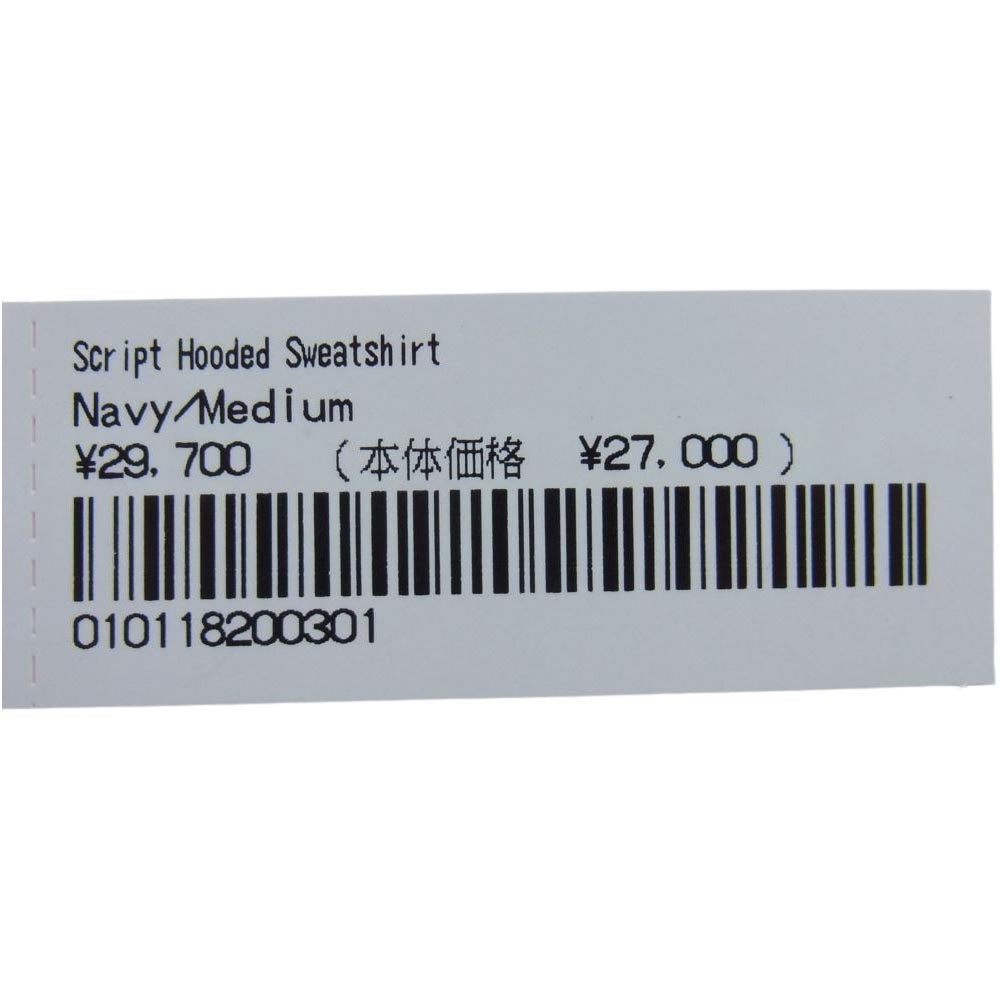 Script Hooded Sweatshirt
Navy/Medium
¥29,700 (本体価格 ¥27,000)
010118200301